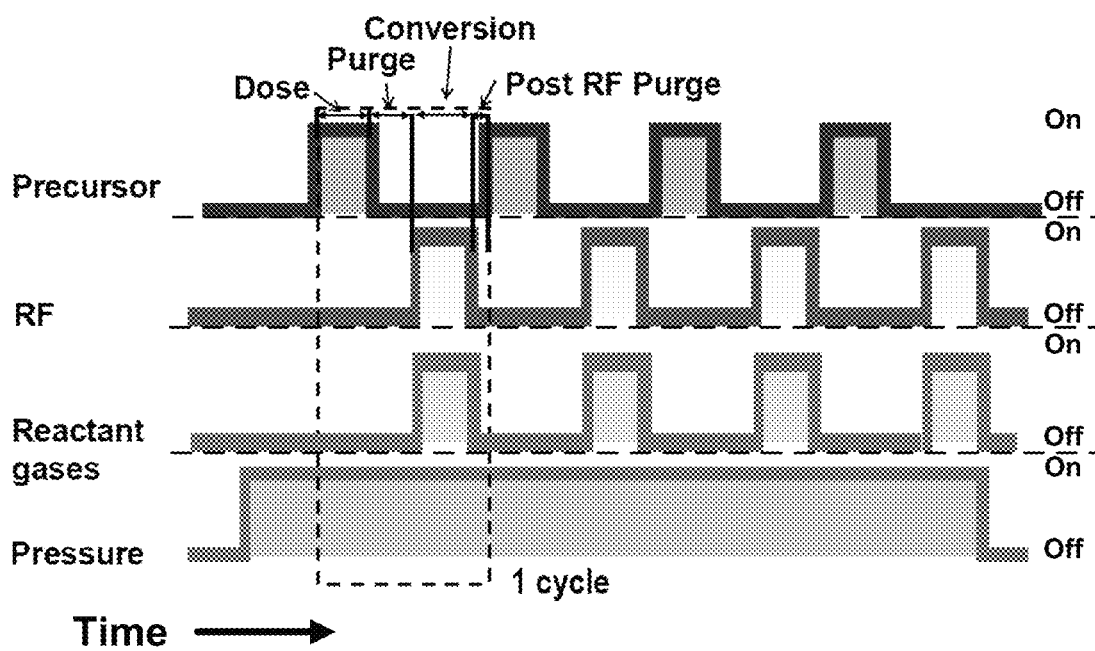 Conversion
Purge
Dose
Post RF Purge
On
Precursor
Off
On
RF
Off
On
Reactant
gases
Off
On
Pressure
Off
1 cycle
Time